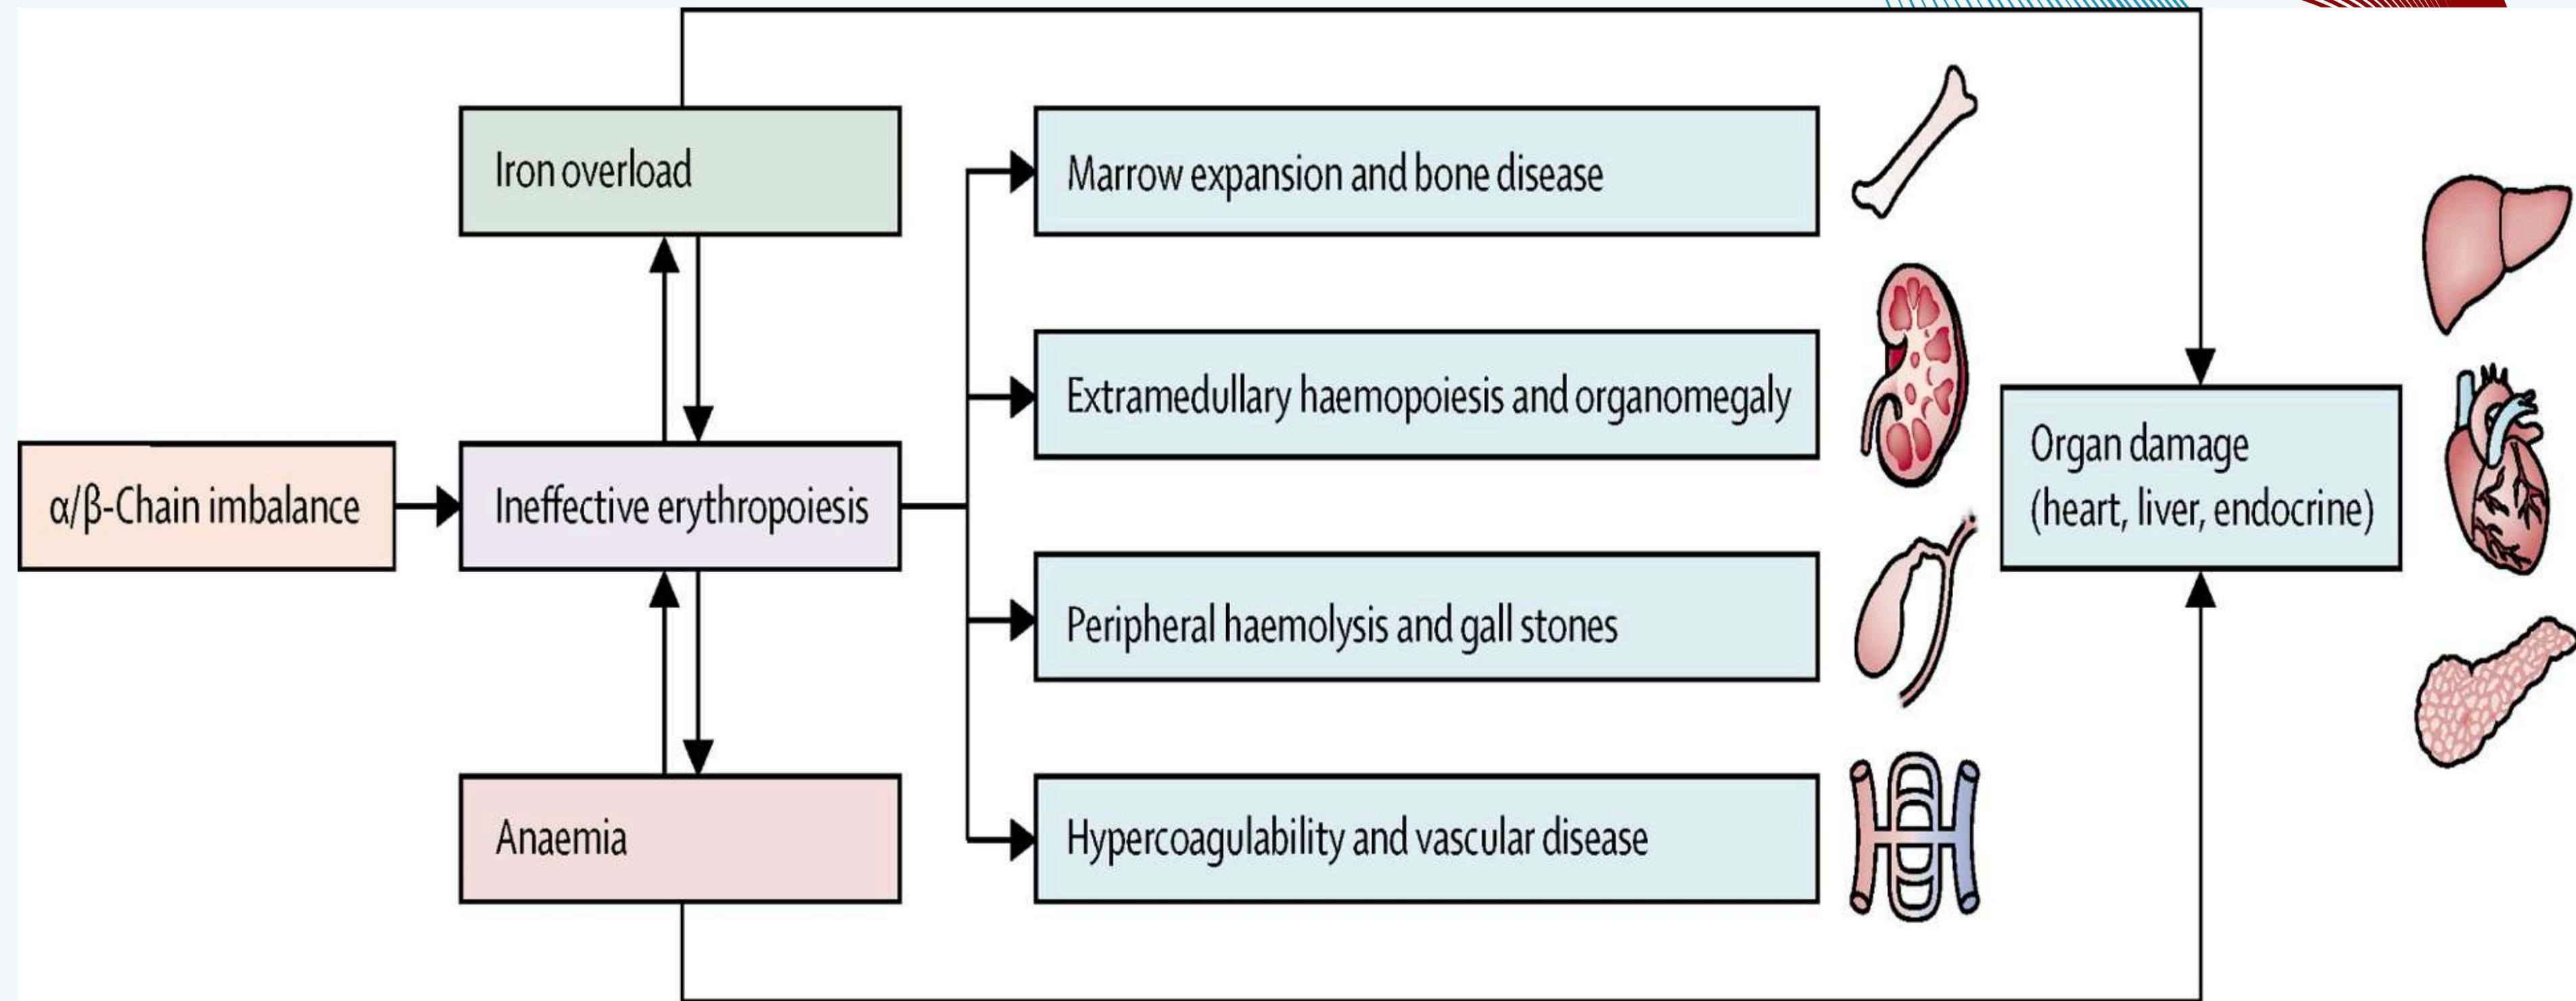 Iron overload
Marrow expansion and bone disease
Extramedullary haemopoiesis and organomegaly
α/β-Chain imbalance
Ineffective erythropoiesis
Organ damage
(heart, liver, endocrine)
Peripheral haemolysis and gall stones
Anaemia
Hypercoagulability and vascular disease